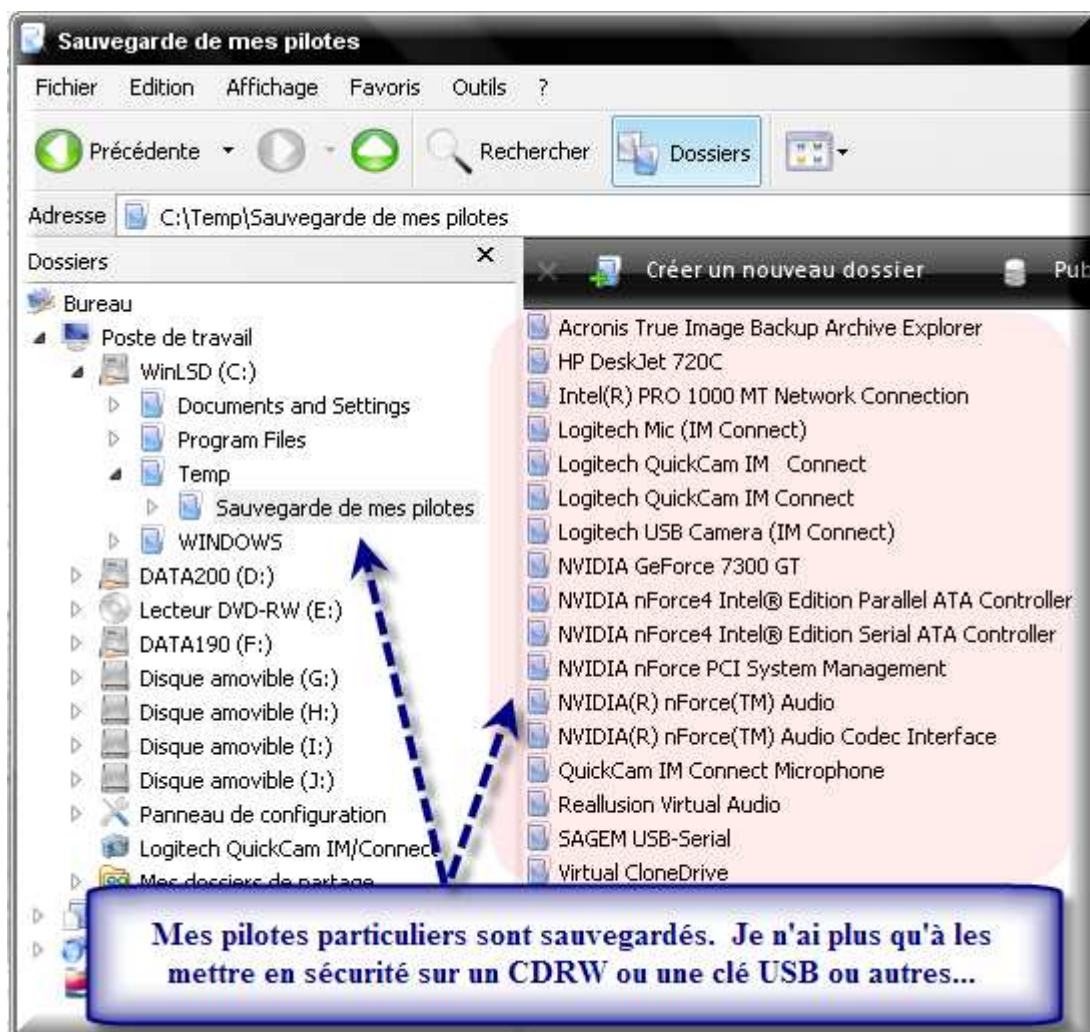 Sauvegarde de mes pilotes
Fichier Edition Affichage Favoris Outils ?
Précédente Rechercher Dossiers
Adresse C:\Temp\Sauvegarde de mes pilotes
Dossiers
Bureau
Poste de travail
WinLSD (C:)
Documents and Settings
Program Files
Temp
Sauvegarde de mes pilotes
WINDOWS
DATA200 (D:)
Lecteur DVD-RW (E:)
DATA190 (F:)
Disque amovible (G:)
Disque amovible (H:)
Disque amovible (I:)
Disque amovible (J:)
Panneau de configuration
Logitech QuickCam IM/Connect
Mes dossiers de partage
Créer un nouveau dossier Pub
Acronis True Image Backup Archive Explorer
HP DeskJet 720C
Intel(R) PRO 1000 MT Network Connection
Logitech Mic (IM Connect)
Logitech QuickCam IM   Connect
Logitech QuickCam IM Connect
Logitech USB Camera (IM Connect)
NVIDIA GeForce 7300 GT
NVIDIA nForce4 Intel® Edition Parallel ATA Controller
NVIDIA nForce4 Intel® Edition Serial ATA Controller
NVIDIA nForce PCI System Management
NVIDIA(R) nForce(TM) Audio
NVIDIA(R) nForce(TM) Audio Codec Interface
QuickCam IM Connect Microphone
Reallusion Virtual Audio
SAGEM USB-Serial
Virtual CloneDrive
Mes pilotes particuliers sont sauvegardés. Je n'ai plus qu'à les
mettre en sécurité sur un CDRW ou une clé USB ou autres...